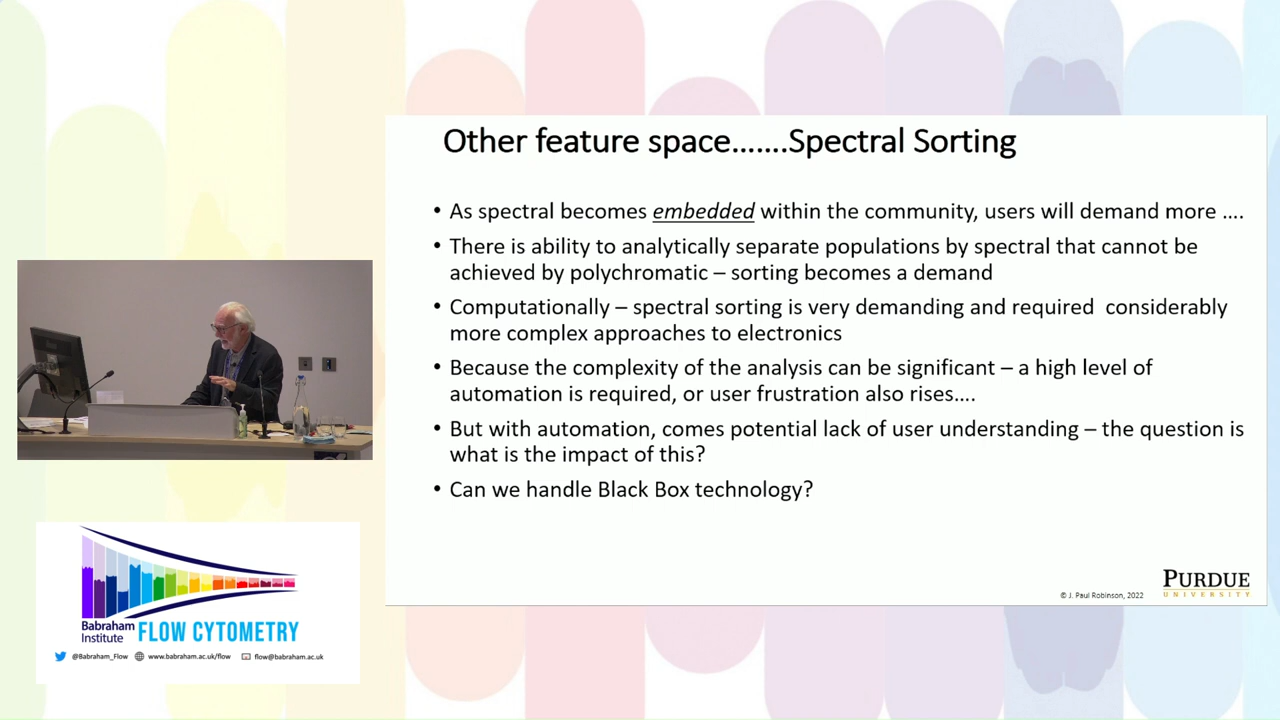 Other feature space.......Spectral Sorting
• As spectral becomes embedded within the community, users will demand more ....
• There is ability to analytically separate populations by spectral that cannot be
achieved by polychromatic – sorting becomes a demand
• Computationally – spectral sorting is very demanding and required  considerably
more complex approaches to electronics
• Because the complexity of the analysis can be significant – a high level of
automation is required, or user frustration also rises....
• But with automation, comes potential lack of user understanding – the question is
what is the impact of this?
• Can we handle Black Box technology?
© J. Paul Robinson, 2022
PURDUE
UNIVERSITY
Babraham
Institute
FLOW CYTOMETRY
@Babraham_Flow
www.babraham.ac.uk/flow
flow@babraham.ac.uk